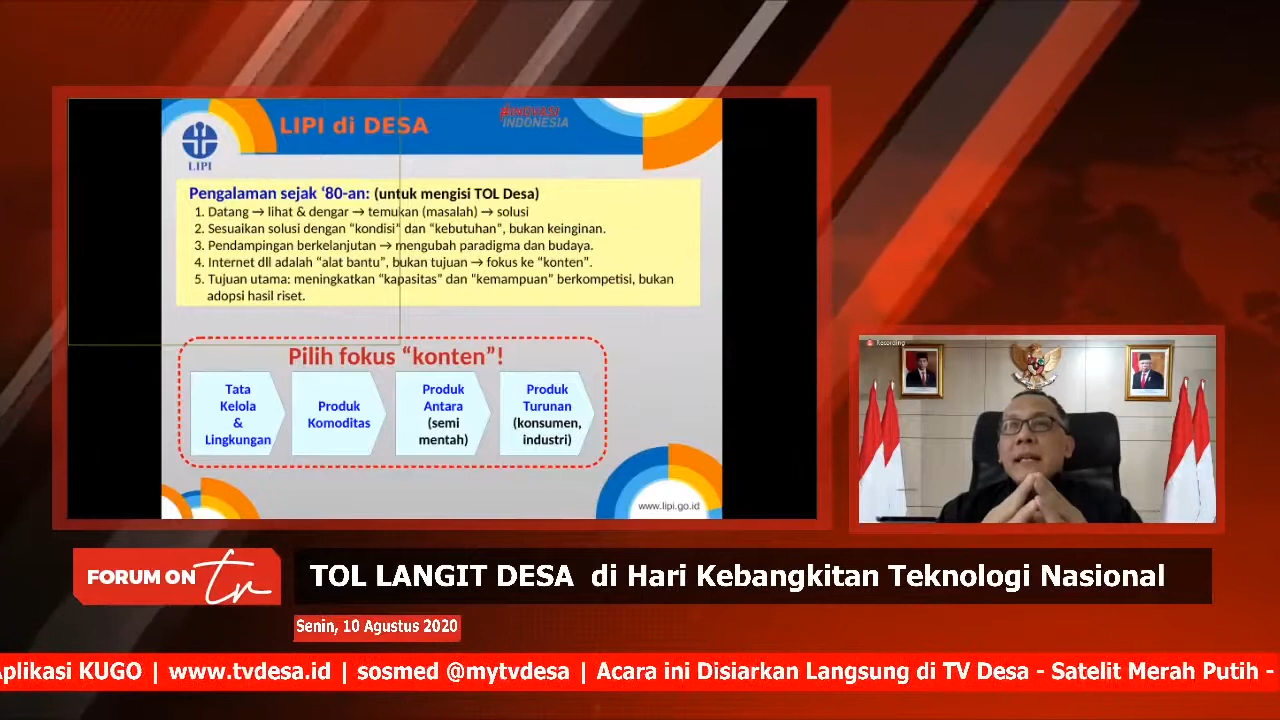 LIPI di DESA
#INOVASI
INDONESIA
LIPI
Pengalaman sejak ‘80-an: (untuk mengisi TOL Desa)
1. Datang → lihat & dengar → temukan (masalah) → solusi
2. Sesuaikan solusi dengan “kondisi” dan “kebutuhan”, bukan keinginan.
3. Pendampingan berkelanjutan → mengubah paradigma dan budaya.
4. Internet dll adalah “alat bantu”, bukan tujuan → fokus ke “konten”.
5. Tujuan utama: meningkatkan “kapasitas” dan “kemampuan” berkompetisi, bukan
adopsi hasil riset.
Pilih fokus “konten”!
Tata
Kelola
&
Lingkungan
Produk
Komoditas
Produk
Antara
(semi
mentah)
Produk
Turunan
(konsumen,
industri)
www.lipi.go.id
Recording
FORUM ON tr
TOL LANGIT DESA di Hari Kebangkitan Teknologi Nasional
Senin, 10 Agustus 2020
Aplikasi KUGO | www.tvdesa.id | sosmed @mytvdesa | Acara ini Disiarkan Langsung di TV Desa - Satelit Merah Putih -